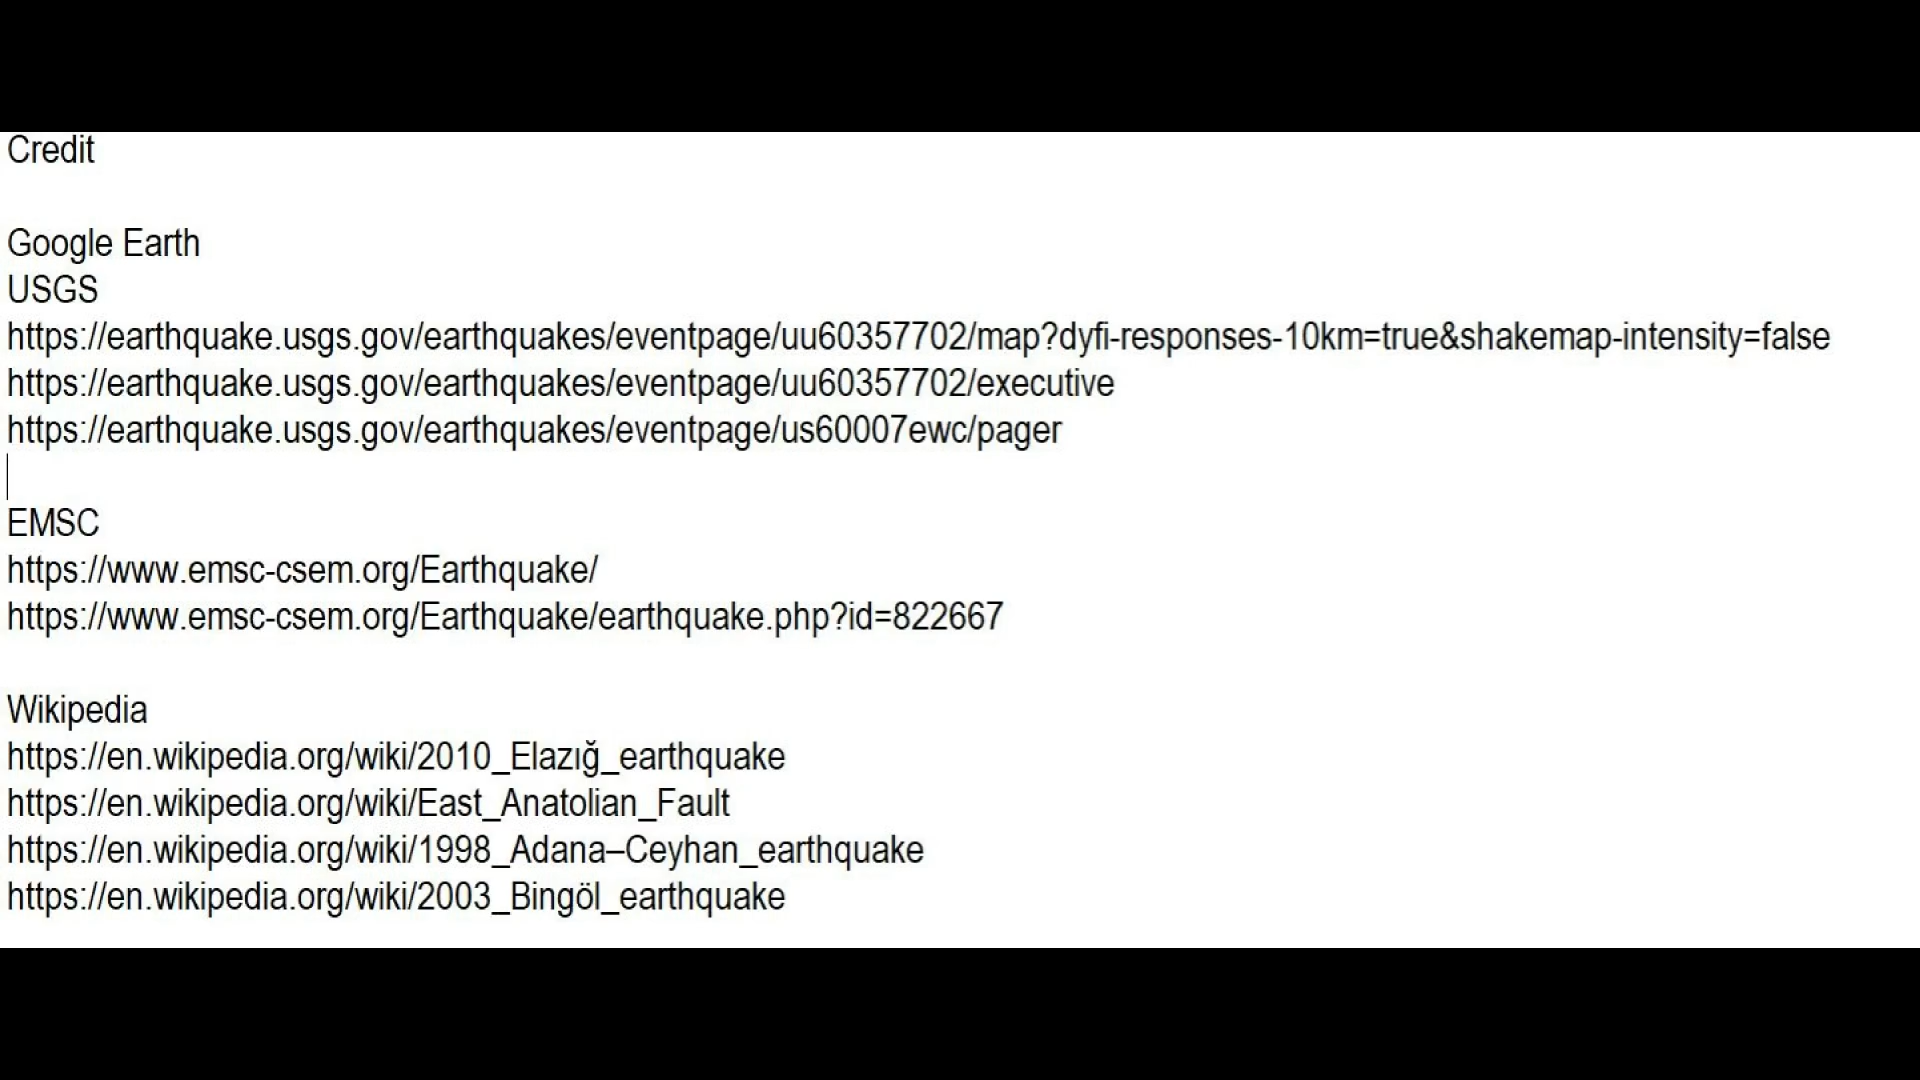 Credit
Google Earth
USGS
https://earthquake.usgs.gov/earthquakes/eventpage/uu60357702/map?dyfi-responses-10km=true&shakemap-intensity=false
https://earthquake.usgs.gov/earthquakes/eventpage/uu60357702/executive
https://earthquake.usgs.gov/earthquakes/eventpage/us60007ewc/pager
EMSC
https://www.emsc-csem.org/Earthquake/
https://www.emsc-csem.org/Earthquake/earthquake.php?id=822667
Wikipedia
https://en.wikipedia.org/wiki/2010_Elazığ_earthquake
https://en.wikipedia.org/wiki/East_Anatolian_Fault
https://en.wikipedia.org/wiki/1998_Adana–Ceyhan_earthquake
https://en.wikipedia.org/wiki/2003_Bingöl_earthquake